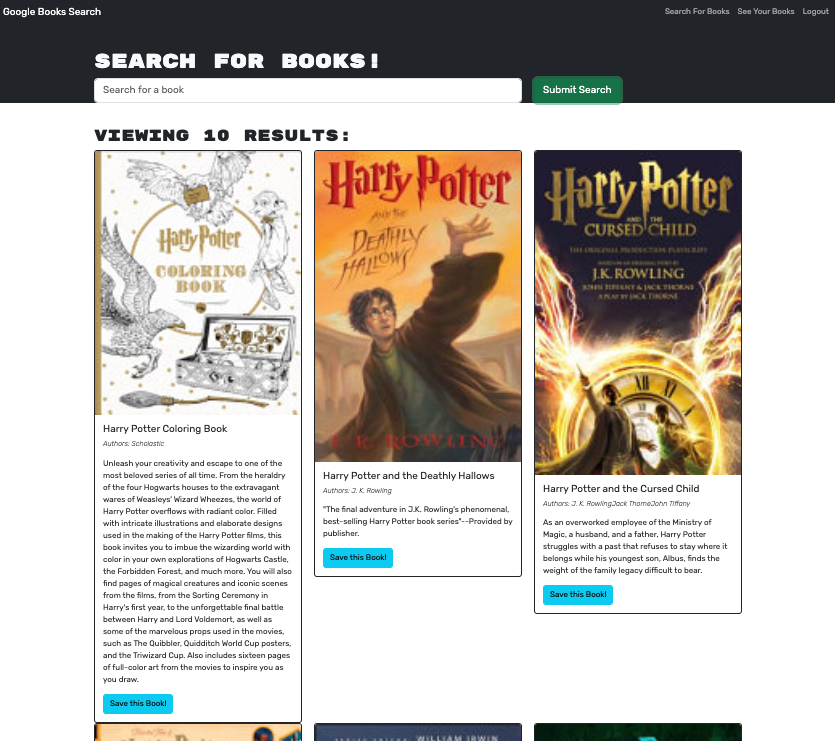 Google Books Search
Search For Books See Your Books Logout
SEARCH FOR BOOKS!
Search for a book
Submit Search
VIEWING 10 RESULTS:
Harry Potter
COLORING
BOOK
Harry Potter Coloring Book
Authors: Scholastic
Unleash your creativity and escape to one of the
most beloved series of all time. From the heraldry
of the four Hogwarts houses to the extravagant
wares of Weasleys' Wizard Wheezes, the world of
Harry Potter overflows with radiant color. Filled
with intricate illustrations and elaborate designs
used in the making of the Harry Potter films, this
book invites you to imbue the wizarding world with
color in your own explorations of Hogwarts Castle,
the Forbidden Forest, and much more. You will also
find pages of magical creatures and iconic scenes
from the films, from the Sorting Ceremony in
Harry's first year, to the unforgettable final battle
between Harry and Lord Voldemort, as well as
some of the marvelous props used in the movies,
such as The Quibbler, Quidditch World Cup posters,
and the Triwizard Cup. Also includes sixteen pages
of full-color art from the movies to inspire you as
you draw.
Save this Book!
Harry Potter
AND THE
DEATHLY
HALLOWS
J. K. ROWLING
Harry Potter and the Deathly Hallows
Authors: J. K. Rowling
"The final adventure in J.K. Rowling's phenomenal,
best-selling Harry Potter book series"--Provided by
publisher.
Save this Book!
Harry Potter
AND THE
CURSED CHILD
THE ORIGINAL PRODUCTION PLAYSCRIPT
BASED ON AN ORIGINAL STORY BY
J.K. ROWLING
JOHN TIFFANY & JACK THORNE
A PLAY BY JACK THORNE
Harry Potter and the Cursed Child
Authors: J. K. RowlingJack ThorneJohn Tiffany
As an overworked employee of the Ministry of
Magic, a husband, and a father, Harry Potter
struggles with a past that refuses to stay where it
belongs while his youngest son, Albus, finds the
weight of the family legacy difficult to bear.
Save this Book!
WILLIAM IRWIN